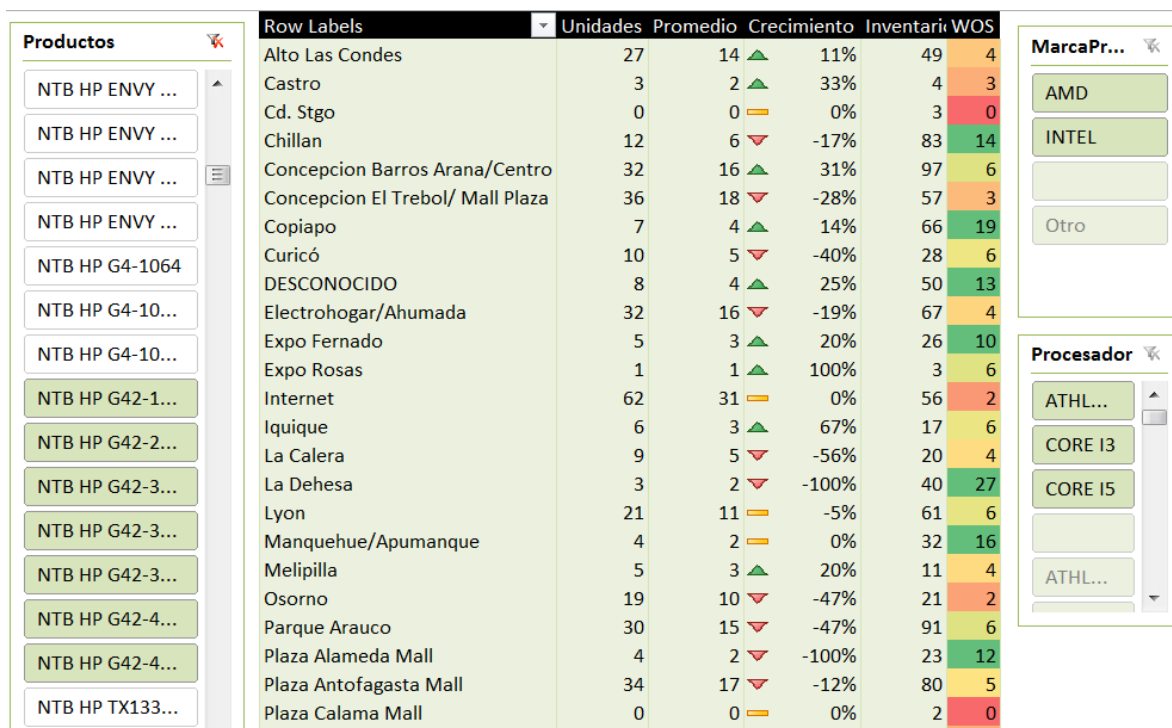 Productos
NTB HP ENVY ...
NTB HP ENVY ...
NTB HP ENVY ...
NTB HP ENVY ...
NTB HP G4-1064
NTB HP G4-10...
NTB HP G4-10...
NTB HP G42-1...
NTB HP G42-2...
NTB HP G42-3...
NTB HP G42-3...
NTB HP G42-3...
NTB HP G42-4...
NTB HP G42-4...
NTB HP TX133...
Row Labels Unidades Promedio Crecimiento Inventari WOS
Alto Las Condes 27 14 11% 49 4
Castro 3 2 33% 4 3
Cd. Stgo 0 0 0% 3 0
Chillan 12 6 -17% 83 14
Concepcion Barros Arana/Centro 32 16 31% 97 6
Concepcion El Trebol/ Mall Plaza 36 18 -28% 57 3
Copiapo 7 4 14% 66 19
Curicó 10 5 -40% 28 6
DESCONOCIDO 8 4 25% 50 13
Electrohogar/Ahumada 32 16 -19% 67 4
Expo Fernado 5 3 20% 26 10
Expo Rosas 1 1 100% 3 6
Internet 62 31 0% 56 2
Iquique 6 3 67% 17 6
La Calera 9 5 -56% 20 4
La Dehesa 3 2 -100% 40 27
Lyon 21 11 -5% 61 6
Manquehue/Apumanque 4 2 0% 32 16
Melipilla 5 3 20% 11 4
Osorno 19 10 -47% 21 2
Parque Arauco 30 15 -47% 91 6
Plaza Alameda Mall 4 2 -100% 23 12
Plaza Antofagasta Mall 34 17 -12% 80 5
Plaza Calama Mall 0 0 0% 2 0
MarcaPr...
AMD
INTEL
Otro
Procesador
ATHL...
CORE I3
CORE I5
ATHL...